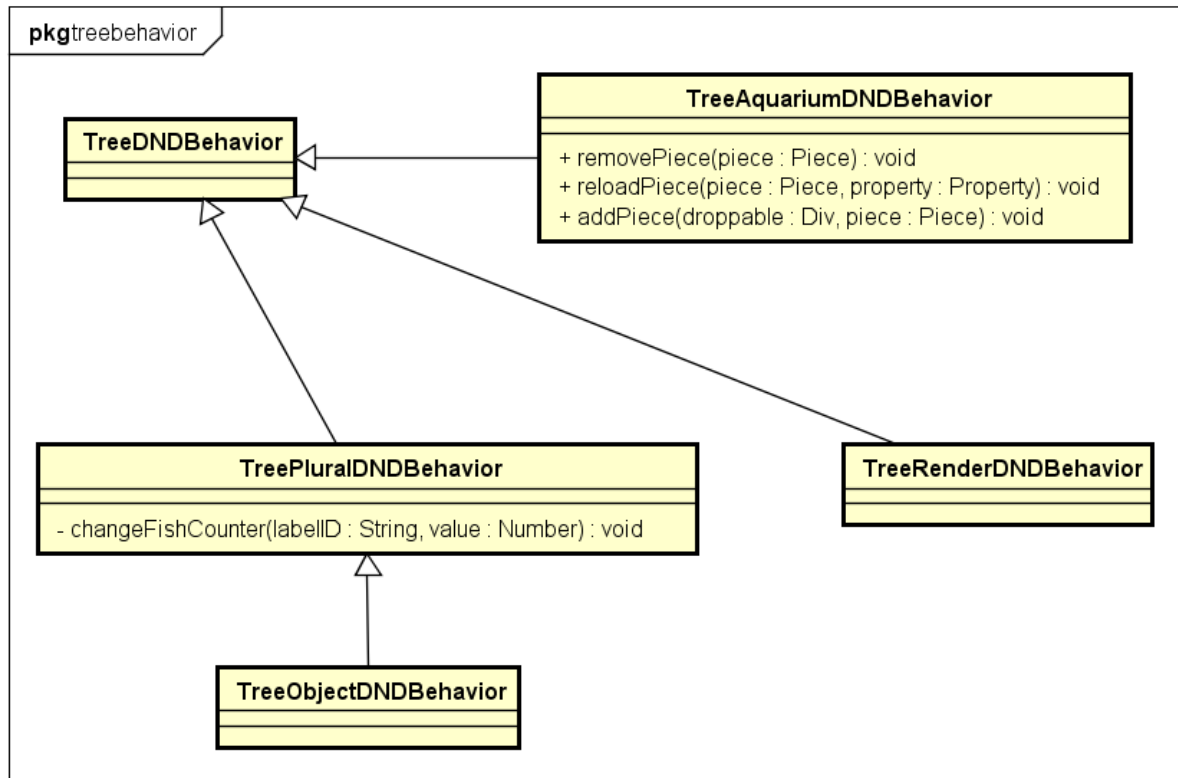 pkgtreebehavior
TreeAquariumDNDBehavior
+ removePiece(piece : Piece) : void
+ reloadPiece(piece : Piece, property : Property) : void
+ addPiece(droppable : Div, piece : Piece) : void
TreeDNDBehavior
TreePluralDNDBehavior
- changeFishCounter(labelID : String, value : Number) : void
TreeRenderDNDBehavior
TreeObjectDNDBehavior